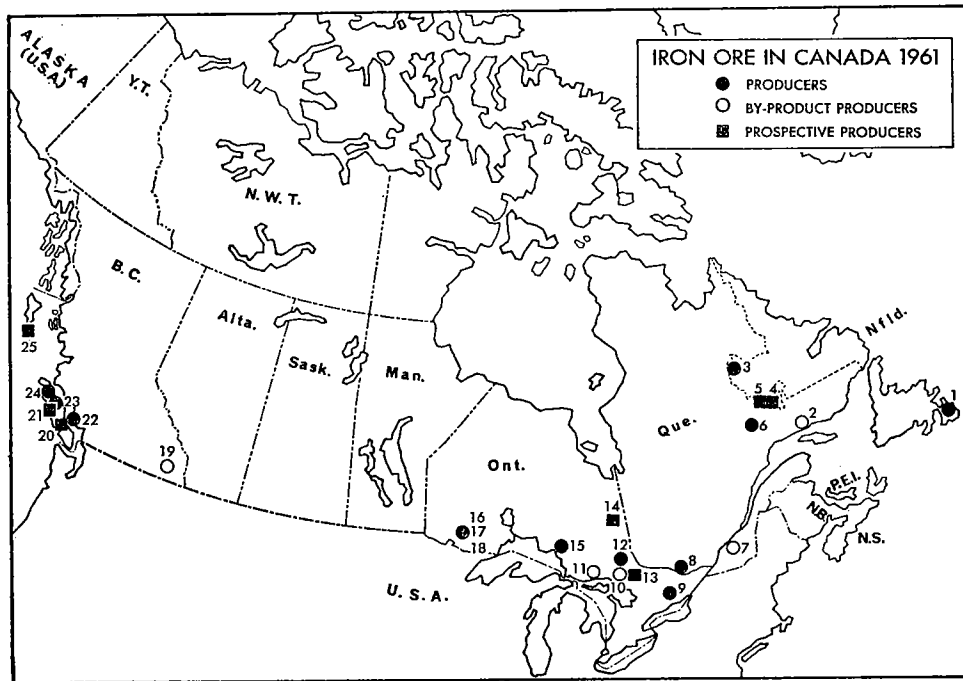 IRON ORE IN CANADA 1961
PRODUCERS
BY-PRODUCT PRODUCERS
PROSPECTIVE PRODUCERS
ALASKA
(U.S.A)
Y.T.
N.W.T.
B.C.
Alta.
Sask.
Man.
Ont.
Que.
Nfld.
P.E.I.
N.B.
N.S.
U.S.A.
1
2
3
5 4
6
7
8
9
10
11
12
13
14
15
16
17
18
19
20
21
22
23
24
25